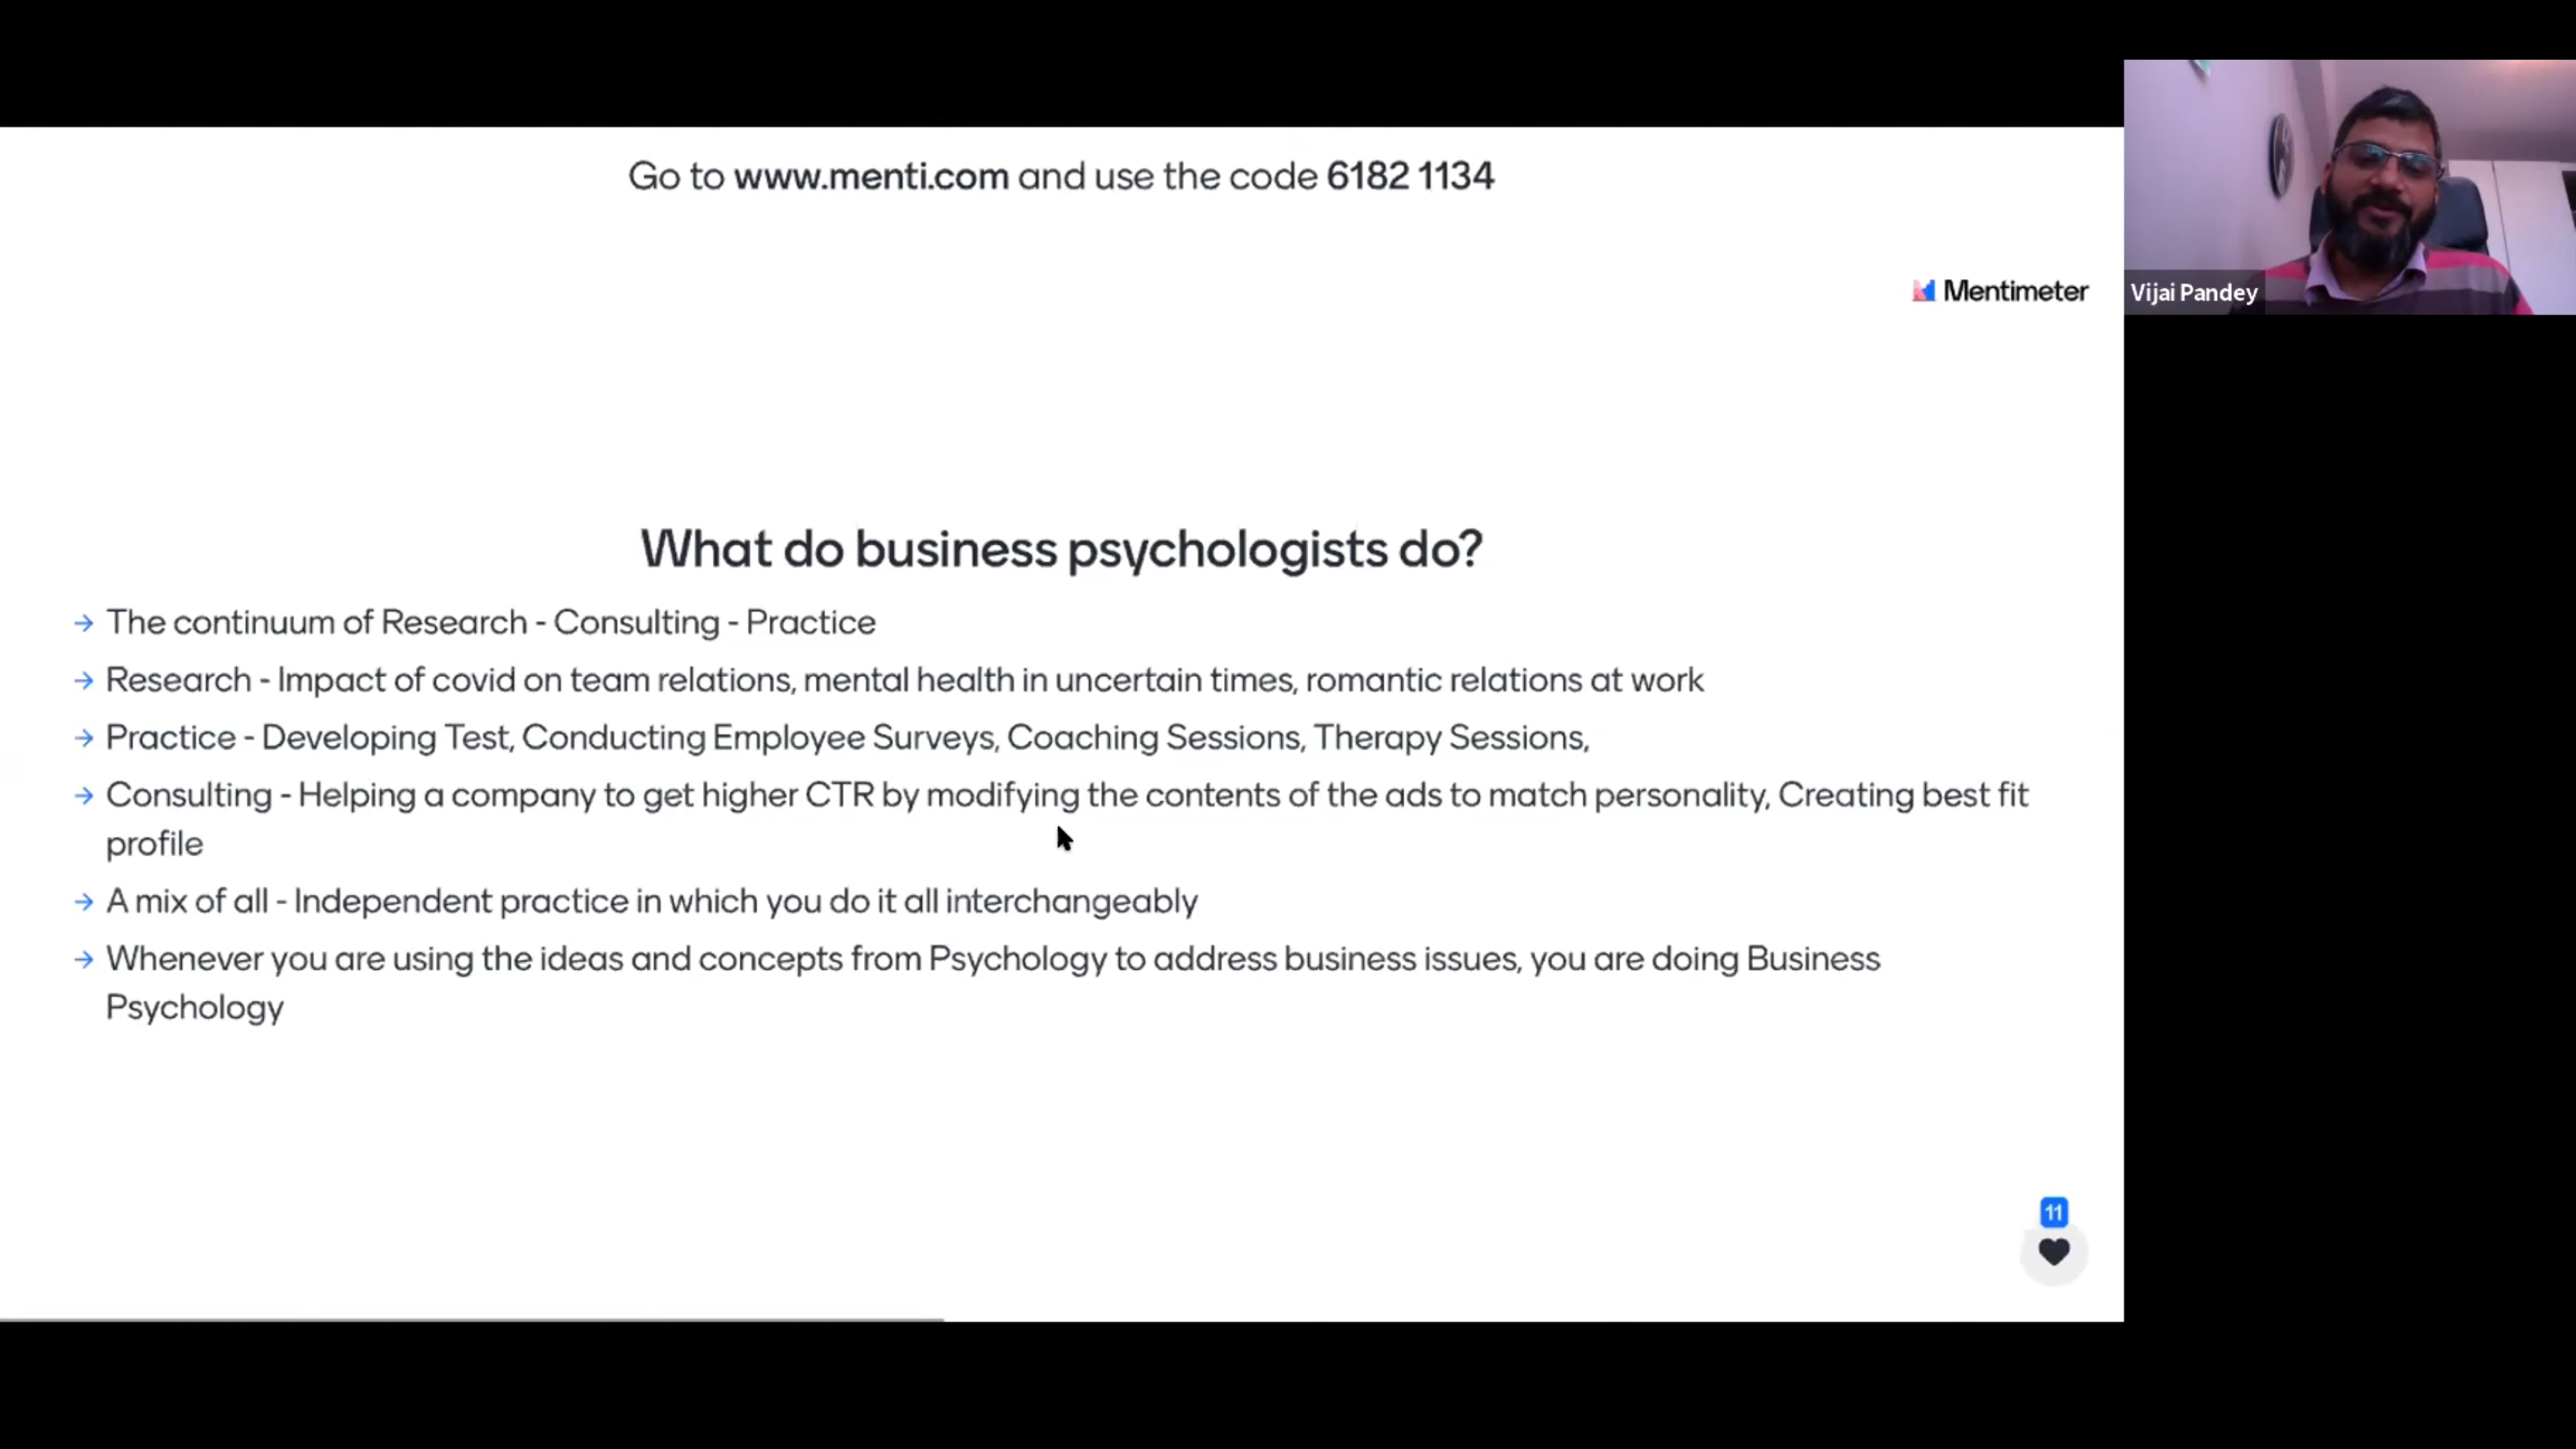 Go to www.menti.com and use the code 6182 1134
Mentimeter
Vijai Pandey
What do business psychologists do?
→ The continuum of Research - Consulting - Practice
→ Research - Impact of covid on team relations, mental health in uncertain times, romantic relations at work
→ Practice - Developing Test, Conducting Employee Surveys, Coaching Sessions, Therapy Sessions,
→ Consulting - Helping a company to get higher CTR by modifying the contents of the ads to match personality, Creating best fit
profile
→ A mix of all - Independent practice in which you do it all interchangeably
→ Whenever you are using the ideas and concepts from Psychology to address business issues, you are doing Business
Psychology
11